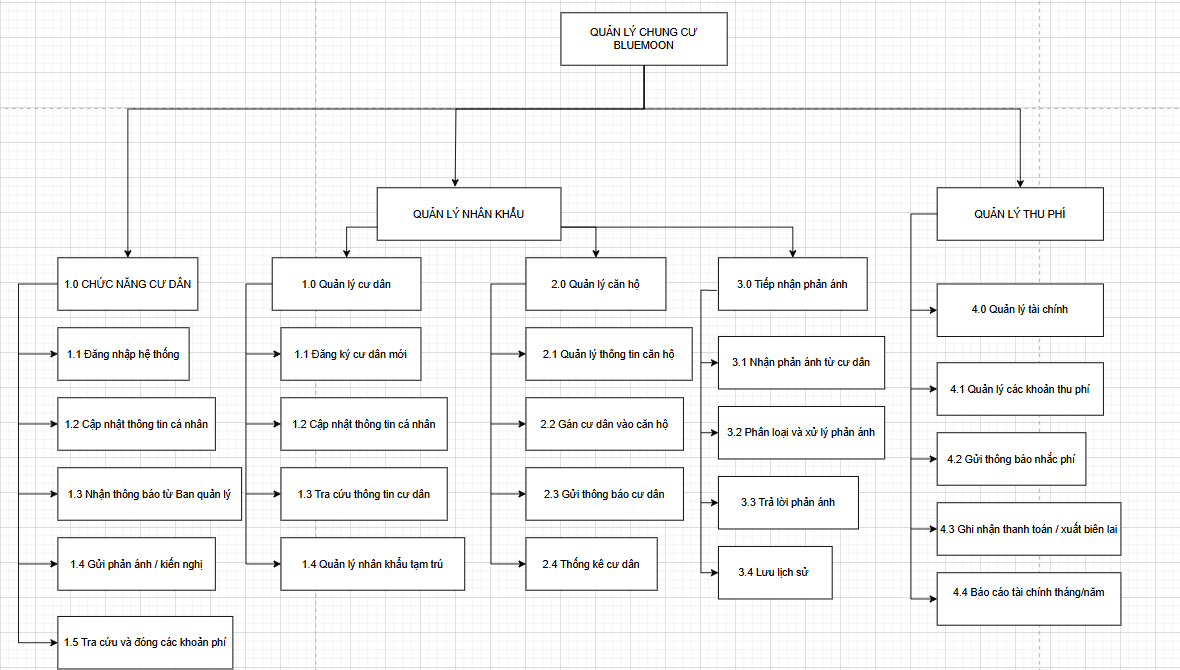 QUẢN LÝ CHUNG CƯ
BLUEMOON
QUẢN LÝ NHÂN KHẨU
QUẢN LÝ THU PHÍ
1.0 CHỨC NĂNG CƯ DÂN
1.1 Đăng nhập hệ thống
1.2 Cập nhật thông tin cá nhân
1.3 Nhận thông báo từ Ban quản lý
1.4 Gửi phản ánh / kiến nghị
1.5 Tra cứu và đóng các khoản phí
1.0 Quản lý cư dân
1.1 Đăng ký cư dân mới
1.2 Cập nhật thông tin cá nhân
1.3 Tra cứu thông tin cư dân
1.4 Quản lý nhân khẩu tạm trú
2.0 Quản lý căn hộ
2.1 Quản lý thông tin căn hộ
2.2 Gán cư dân vào căn hộ
2.3 Gửi thông báo cư dân
2.4 Thống kê cư dân
3.0 Tiếp nhận phản ánh
3.1 Nhận phản ánh từ cư dân
3.2 Phân loại và xử lý phản ánh
3.3 Trả lời phản ánh
3.4 Lưu lịch sử
4.0 Quản lý tài chính
4.1 Quản lý các khoản thu phí
4.2 Gửi thông báo nhắc phí
4.3 Ghi nhận thanh toán / xuất biên lai
4.4 Báo cáo tài chính tháng/năm